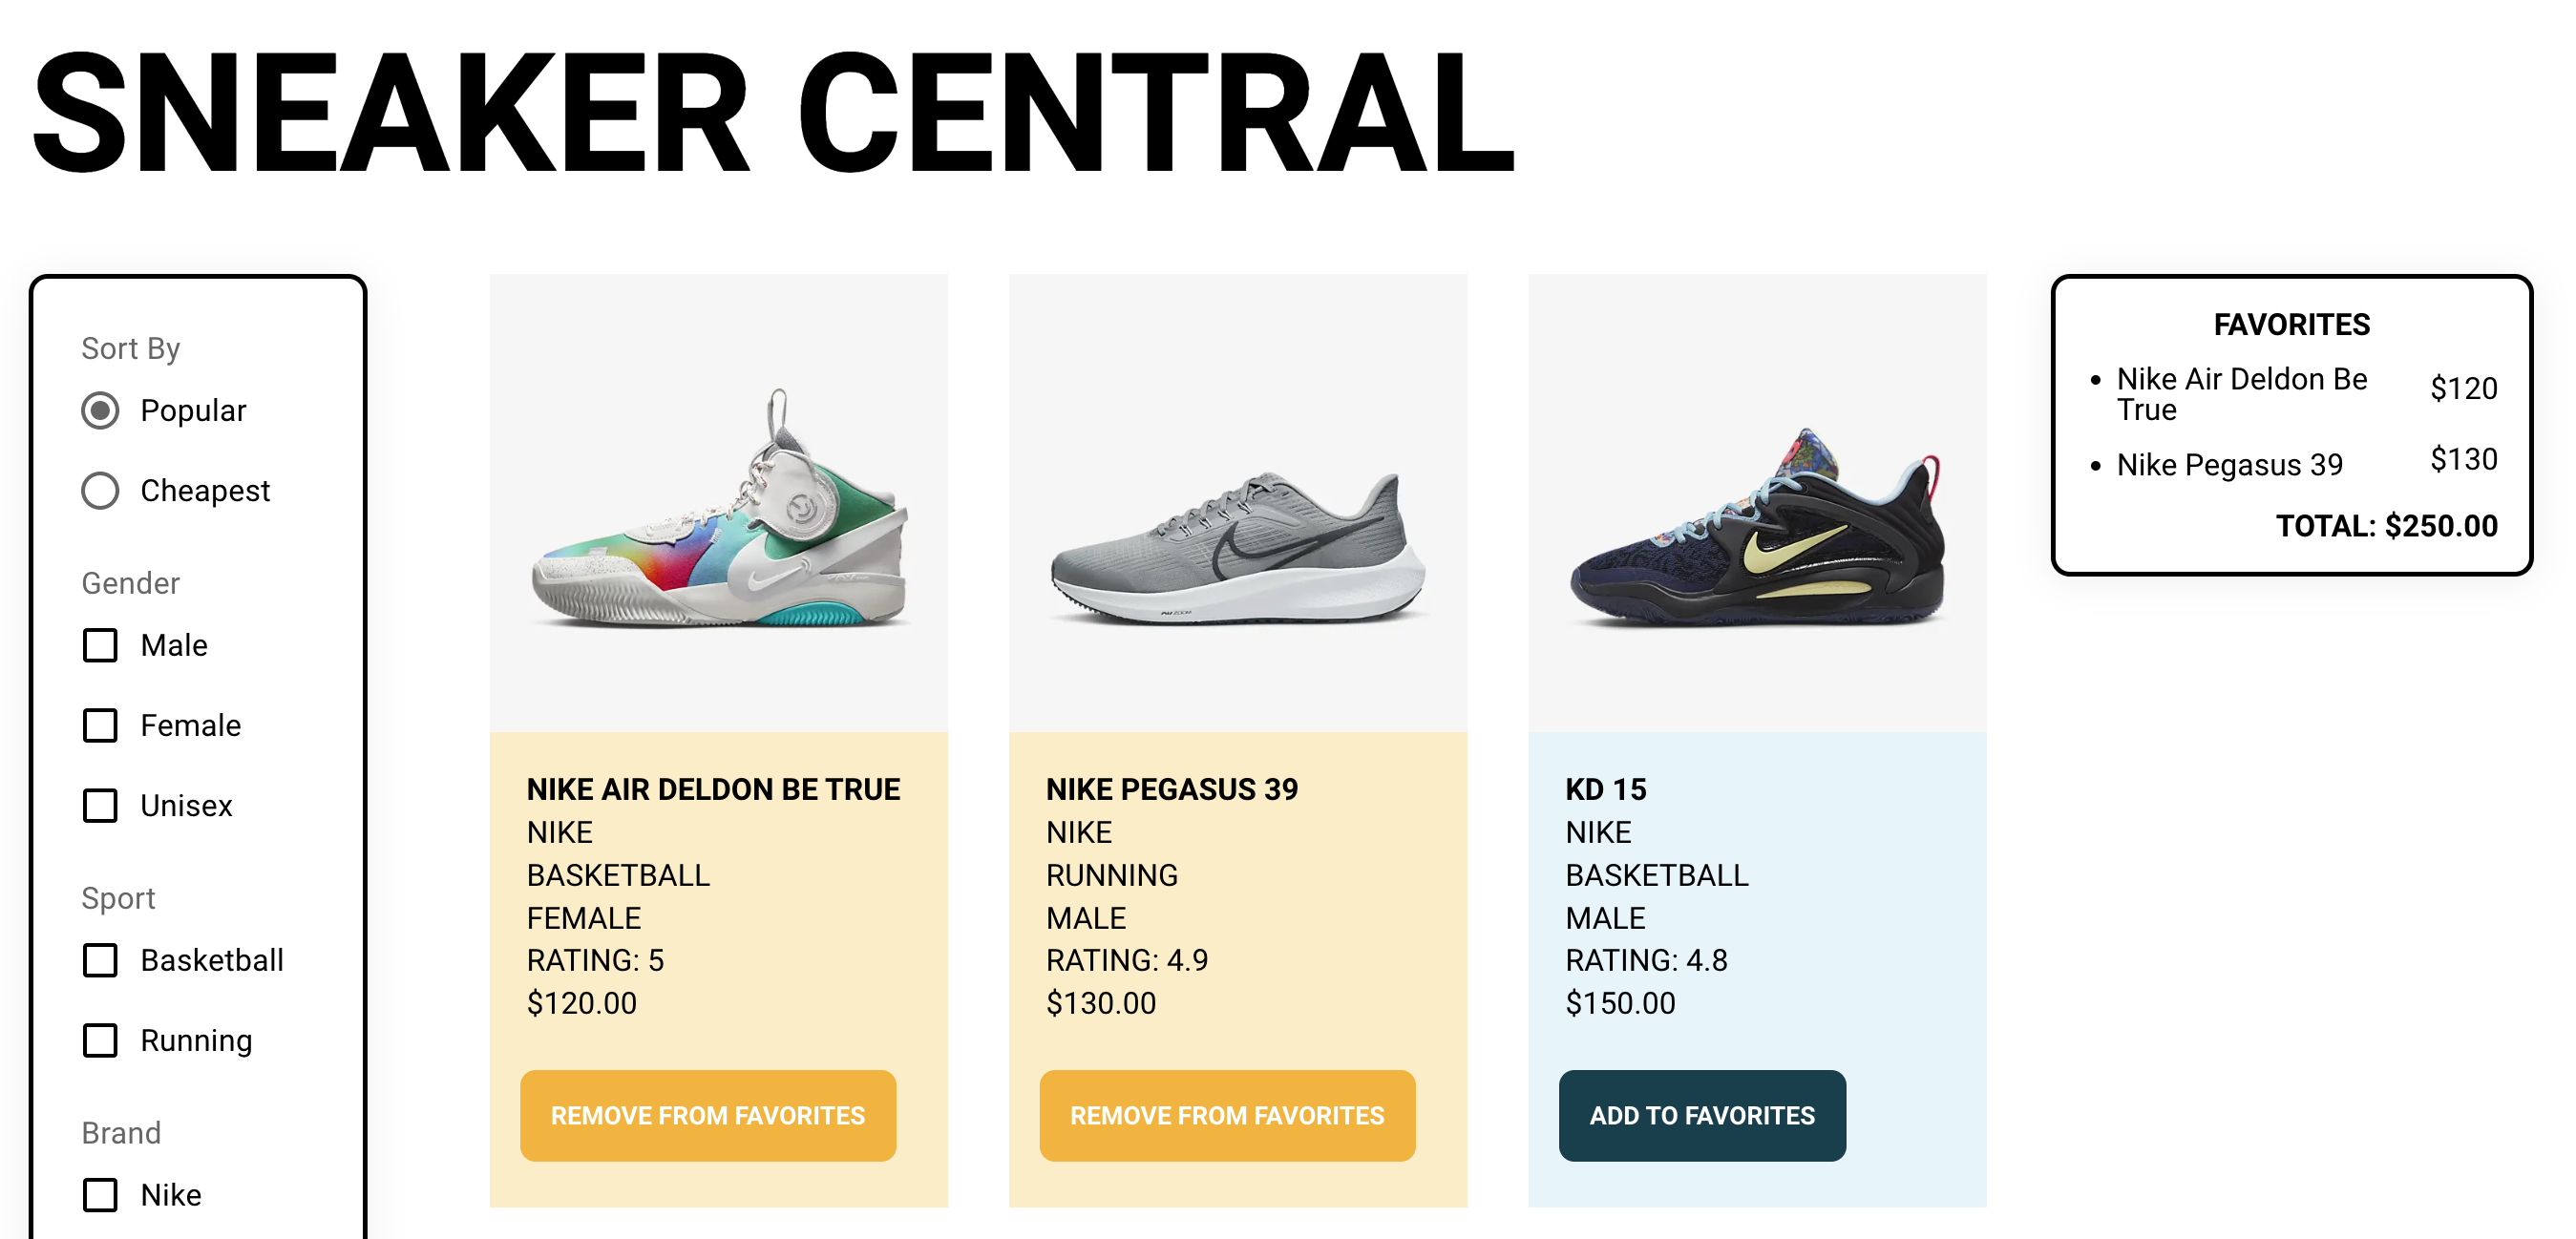 SNEAKER CENTRAL
Sort By
Popular
Cheapest
Gender
Male
Female
Unisex
Sport
Basketball
Running
Brand
Nike
NIKE AIR DELDON BE TRUE
NIKE
BASKETBALL
FEMALE
RATING: 5
$120.00
REMOVE FROM FAVORITES
NIKE PEGASUS 39
NIKE
RUNNING
MALE
RATING: 4.9
$130.00
REMOVE FROM FAVORITES
KD 15
NIKE
BASKETBALL
MALE
RATING: 4.8
$150.00
ADD TO FAVORITES
FAVORITES
Nike Air Deldon Be $120
True
Nike Pegasus 39 $130
TOTAL: $250.00